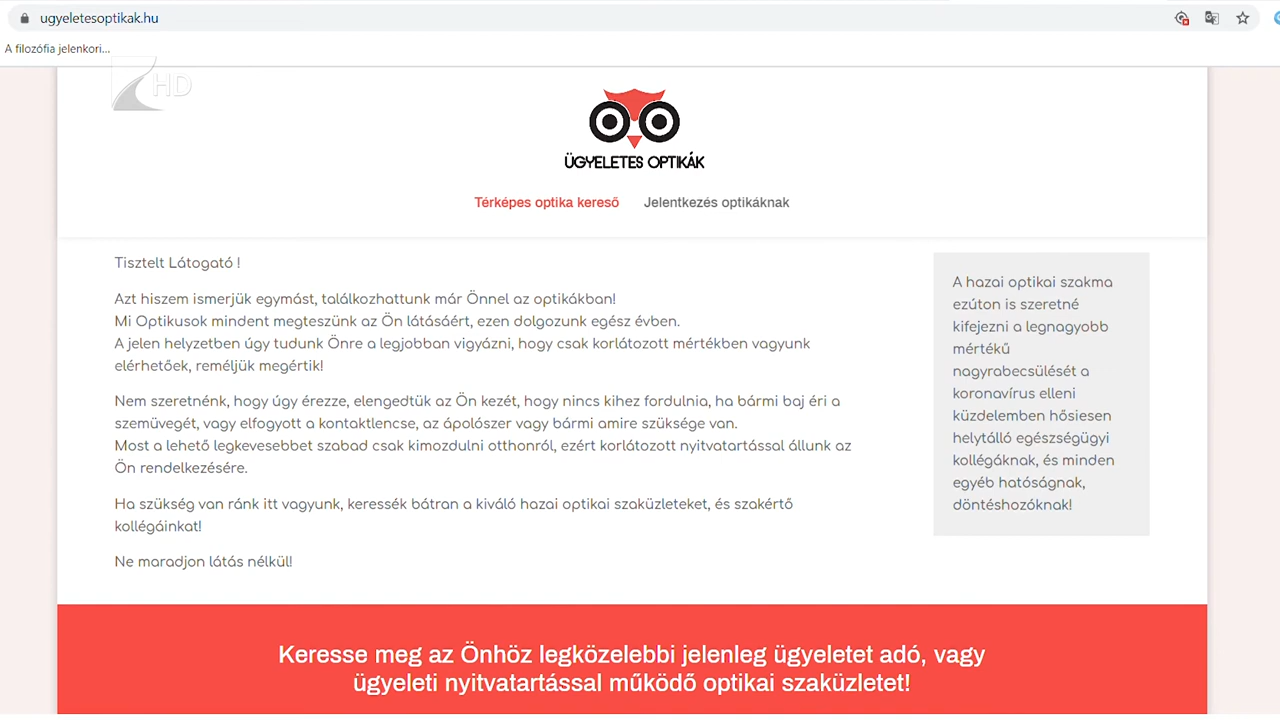 ugyeletesoptikak.hu
A filozófia jelenkori...
HD
ÜGYELETES OPTIKÁK
Térképes optika kereső
Jelentkezés optikáknak
Tisztelt Látogató !
Azt hiszem ismerjük egymást, találkozhattunk már Önnel az optikákban!
Mi Optikusok mindent megteszünk az Ön látásáért, ezen dolgozunk egész évben.
A jelen helyzetben úgy tudunk Önre a legjobban vigyázni, hogy csak korlátozott mértékben vagyunk
elérhetőek, reméljük megértik!
Nem szeretnénk, hogy úgy érezze, elengedtük az Ön kezét, hogy nincs kihez fordulnia, ha bármi baj éri a
szemüvegét, vagy elfogyott a kontaktlencse, az ápolószer vagy bármi amire szüksége van.
Most a lehető legkevesebbet szabad csak kimozdulni otthonról, ezért korlátozott nyitvatartással állunk az
Ön rendelkezésére.
Ha szükség van ránk itt vagyunk, keressék bátran a kiváló hazai optikai szaküzleteket, és szakértő
kollégáinkat!
Ne maradjon látás nélkül!
A hazai optikai szakma
ezúton is szeretné
kifejezni a legnagyobb
mértékű
nagyrabecsülését a
koronavírus elleni
küzdelemben hősiesen
helytálló egészségügyi
kollégáknak, és minden
egyéb hatóságnak,
döntéshozóknak!
Keresse meg az Önhöz legközelebbi jelenleg ügyeletet adó, vagy
ügyeleti nyitvatartással működő optikai szaküzletet!